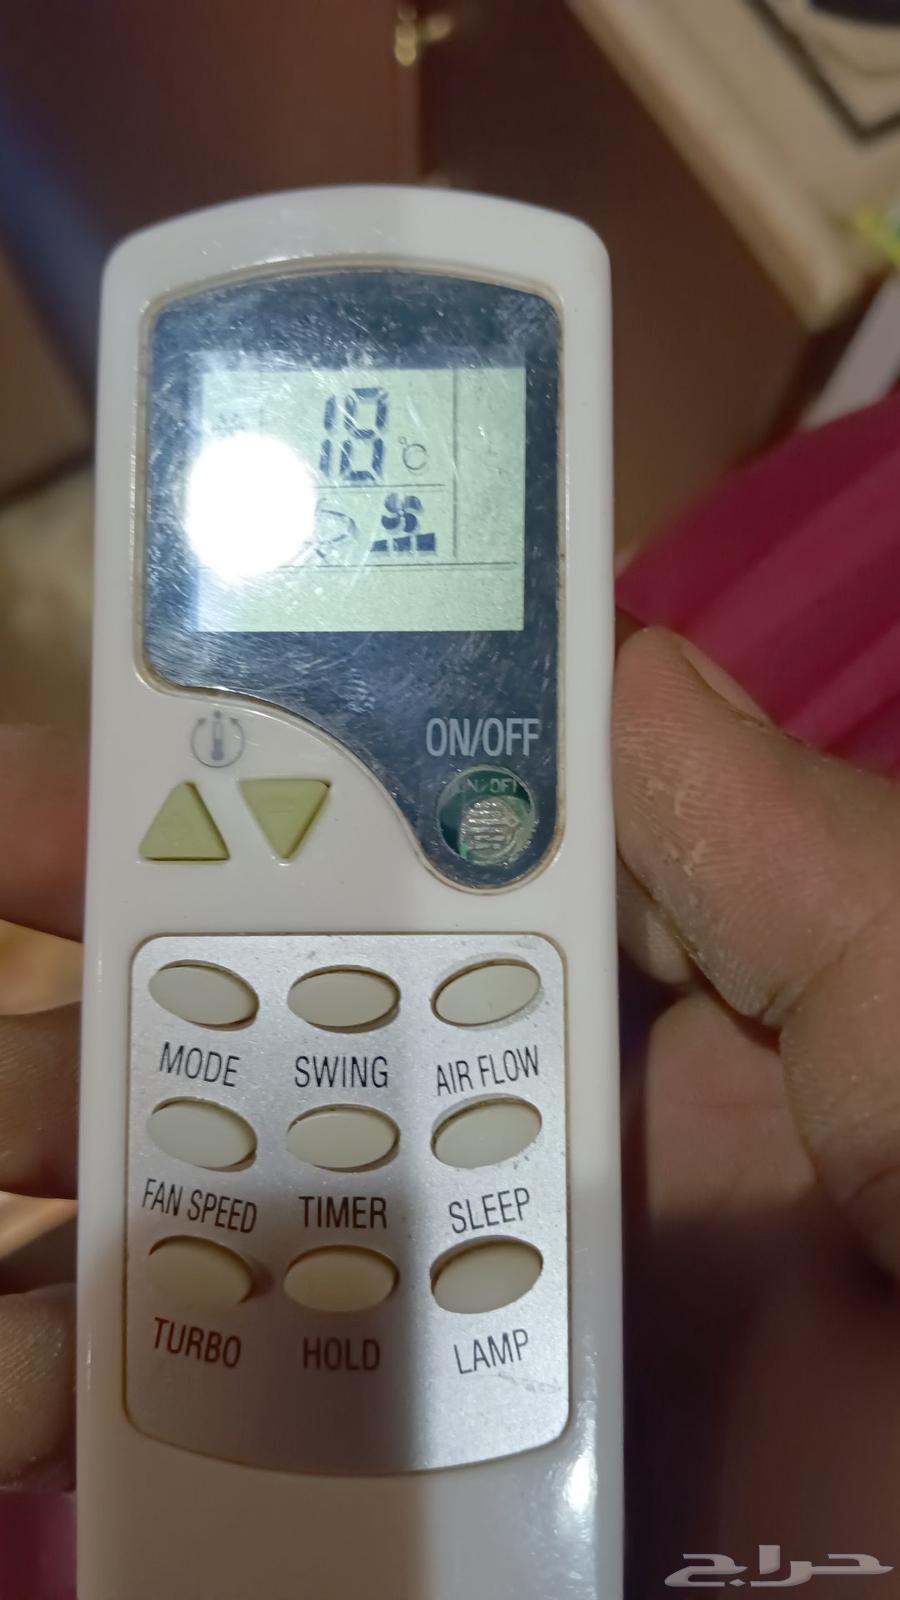 18 °C
ON/OFF
ON/OFF
MODE SWING AIR FLOW
FAN SPEED TIMER SLEEP
TURBO HOLD LAMP
حراج